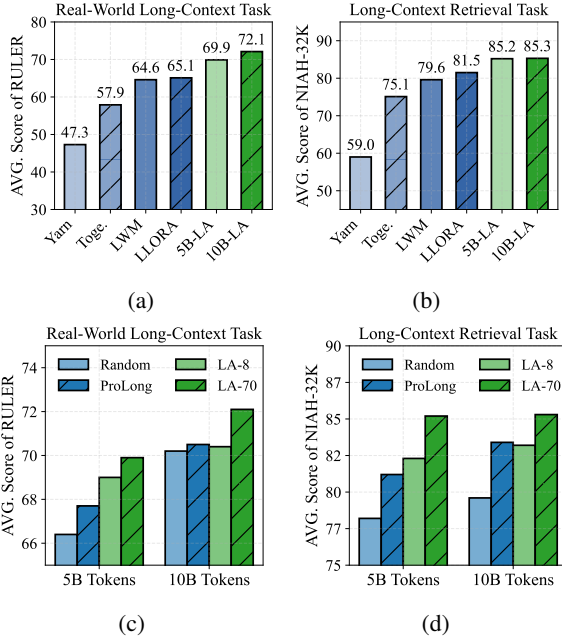 Real-World Long-Context Task
AVG. Score of RULER
80
70
60
50
40
30
47.3
57.9
64.6
65.1
69.9
72.1
Yarn
Toge.
LWM
LLORA
5B-LA
10B-LA
(a)
Long-Context Retrieval Task
AVG. Score of NIAH-32K
90
80
70
60
50
59.0
75.1
79.6
81.5
85.2
85.3
Yarn
Toge.
LWM
LLORA
5B-LA
10B-LA
(b)
Real-World Long-Context Task
AVG. Score of RULER
74
72
70
68
66
Random
ProLong
LA-8
LA-70
5B Tokens
10B Tokens
(c)
Long-Context Retrieval Task
AVG. Score of NIAH-32K
90
87
85
82
80
77
75
Random
ProLong
LA-8
LA-70
5B Tokens
10B Tokens
(d)